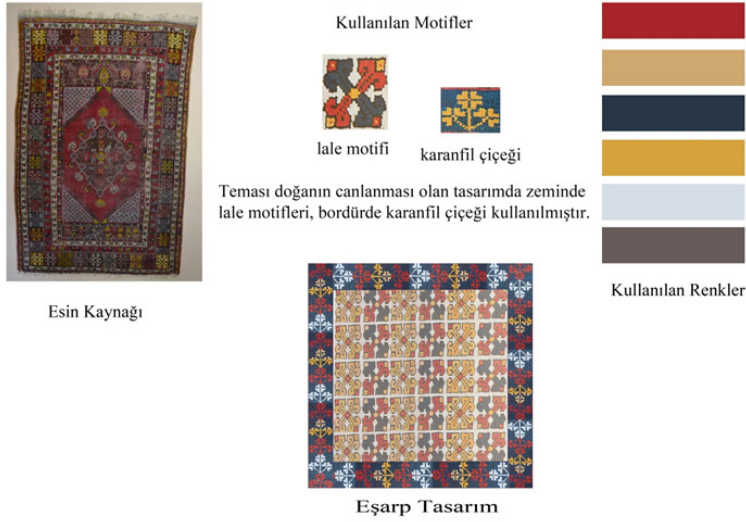 Kullanılan Motifler
lale motifi
karanfil çiçeği
Teması doğanın canlanması olan tasarımda zeminde
lale motifleri, bordürde karanfil çiçeği kullanılmıştır.
Esin Kaynağı
Kullanılan Renkler
Eşarp Tasarım